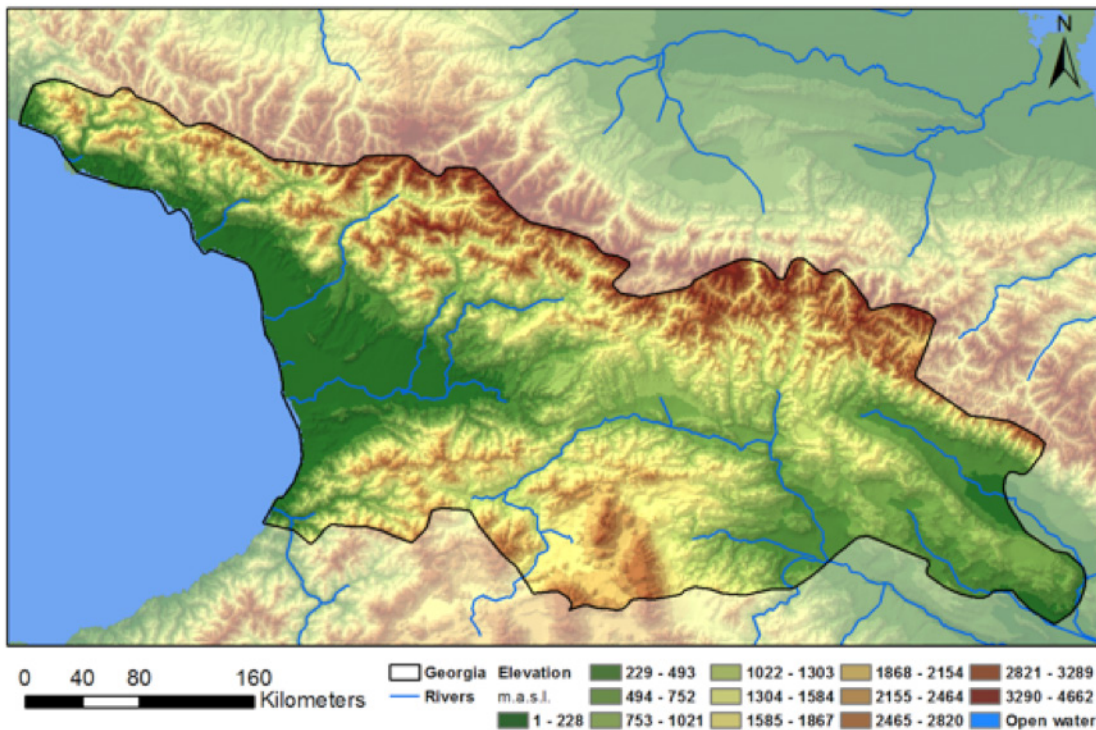 N
0 40 80 160
Kilometers
Georgia
Rivers
Elevation
m.a.s.l.
1 - 228
229 - 493
494 - 752
753 - 1021
1022 - 1303
1304 - 1584
1585 - 1867
1868 - 2154
2155 - 2464
2465 - 2820
2821 - 3289
3290 - 4662
Open water